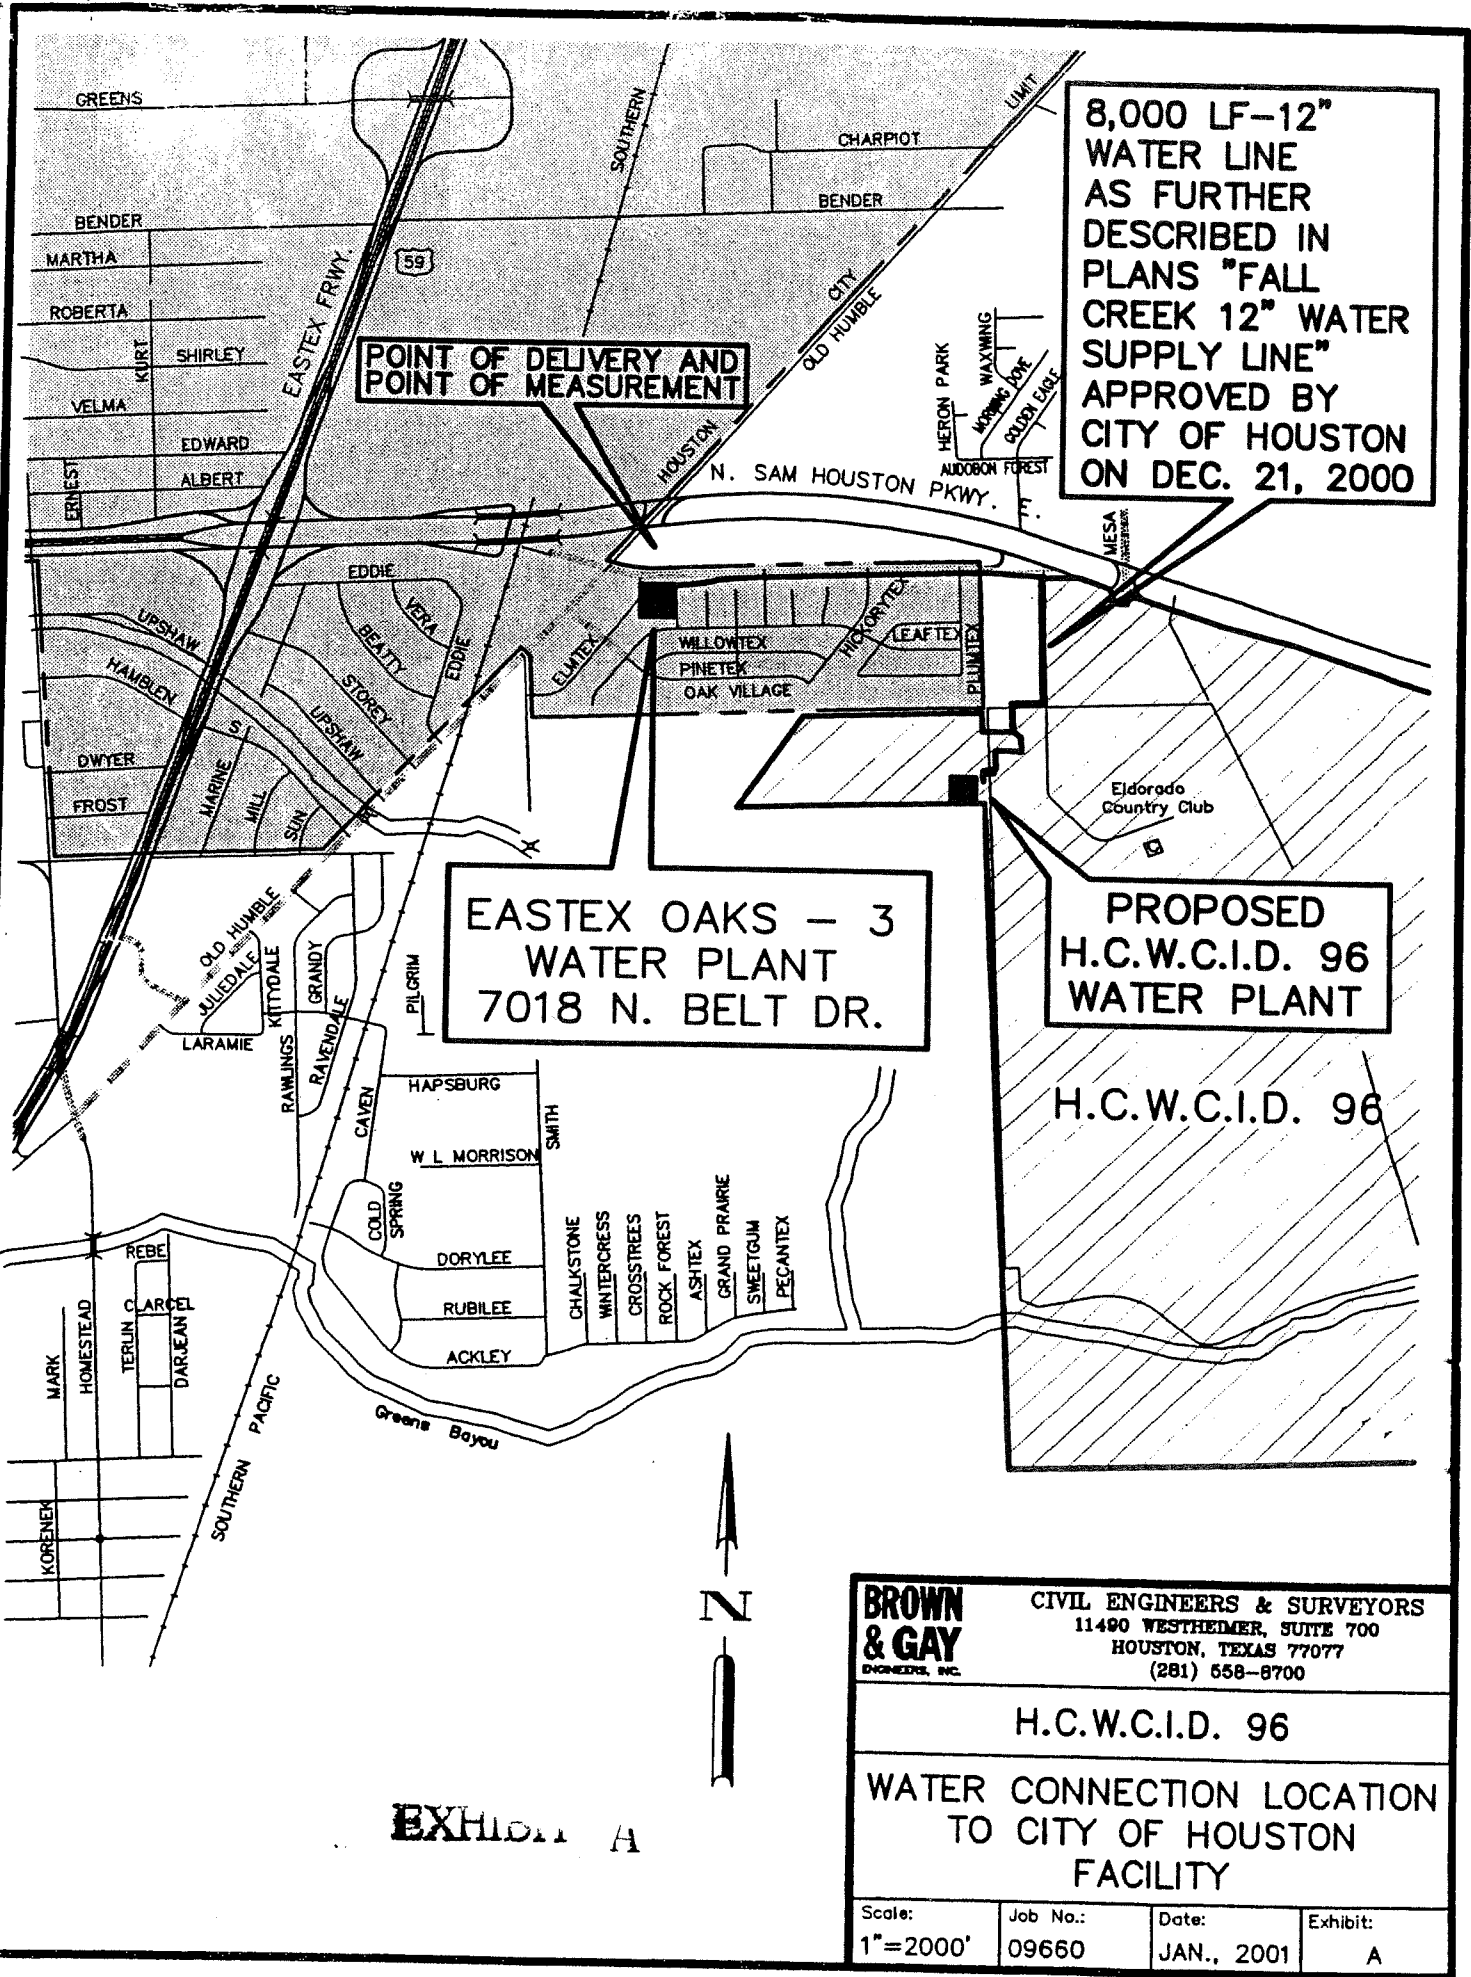 GREENS
SOUTHERN
LIMIT
CHARPIOT
BENDER
BENDER
MARTHA
ROBERTA
KURT
SHIRLEY
VELMA
EDWARD
ALBERT
ERNEST
EASTEX FRWY.
59
CITY
OLD HUMBLE
HOUSTON
8,000 LF-12"
WATER LINE
AS FURTHER
DESCRIBED IN
PLANS "FALL
CREEK 12" WATER
SUPPLY LINE"
APPROVED BY
CITY OF HOUSTON
ON DEC. 21, 2000
POINT OF DELIVERY AND
POINT OF MEASUREMENT
HERON PARK
WAXWING
MORNING DOVE
GOLDEN EAGLE
AUDOBON FOREST
N. SAM HOUSTON PKWY. E.
MESA
EDDIE
UPSHAW
VERA
BEATTY
EDDIE
HAMBLEN
STOREY
UPSHAW
S
DWYER
FROST
MARINE
MILL
SUN
ELMTEX
WILLOWTEX
PINETEX
OAK VILLAGE
HICKORYTEX
LEAFTEX
PLUMTEX
Eldorado
Country Club
EASTEX OAKS - 3
WATER PLANT
7018 N. BELT DR.
PROPOSED
H.C.W.C.I.D. 96
WATER PLANT
H.C.W.C.I.D. 96
OLD HUMBLE
JULIEDALE
KITTYDALE
GRANDY
LARAMIE
RAWLINGS
RAVENDALE
PILGRIM
CAVEN
HAPSBURG
SMITH
W L MORRISON
COLD
SPRING
DORYLEE
RUBILEE
ACKLEY
CHALKSTONE
WINTERCRESS
CROSSTREES
ROCK FOREST
ASHTEX
GRAND PRAIRIE
SWEETGUM
PECANTEX
REBE
CLARCEL
TERLIN
DARJEAN
MARK
HOMESTEAD
KORENEK
SOUTHERN PACIFIC
Greens Bayou
N
EXHIBIT A
BROWN
& GAY
ENGINEERS, INC.
CIVIL ENGINEERS & SURVEYORS
11490 WESTHEIMER, SUITE 700
HOUSTON, TEXAS 77077
(281) 558-8700
H.C.W.C.I.D. 96
WATER CONNECTION LOCATION
TO CITY OF HOUSTON
FACILITY
Scale:
1"=2000'
Job No.:
09660
Date:
JAN., 2001
Exhibit:
A